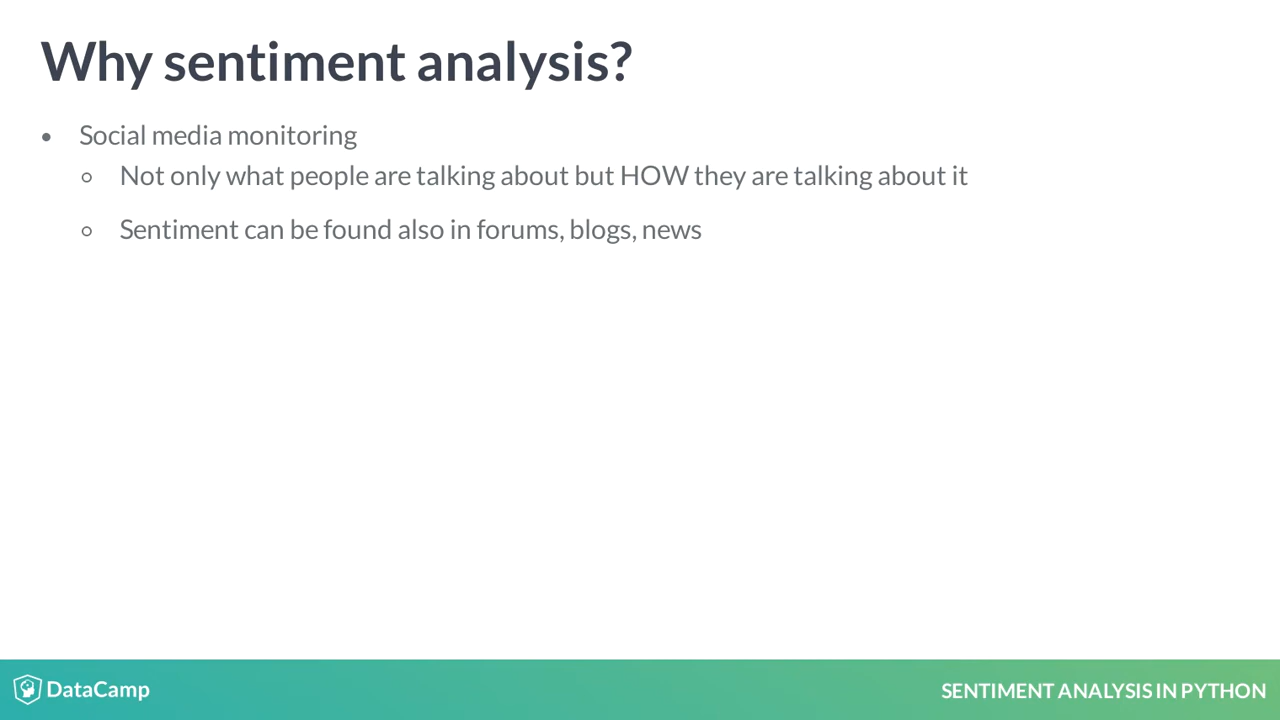 Why sentiment analysis?
• Social media monitoring
○ Not only what people are talking about but HOW they are talking about it
○ Sentiment can be found also in forums, blogs, news
DataCamp
SENTIMENT ANALYSIS IN PYTHON